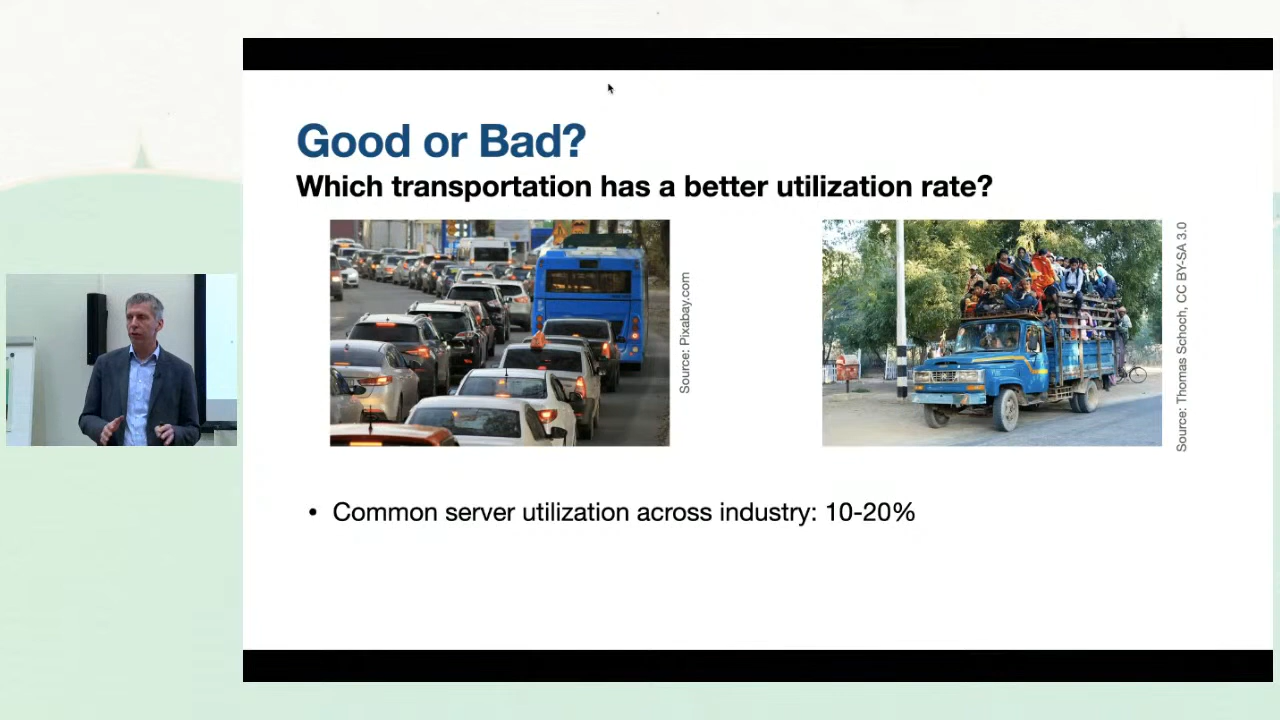 Good or Bad?
Which transportation has a better utilization rate?
Source: Pixabay.com
Source: Thomas Schoch, CC BY-SA 3.0
• Common server utilization across industry: 10-20%